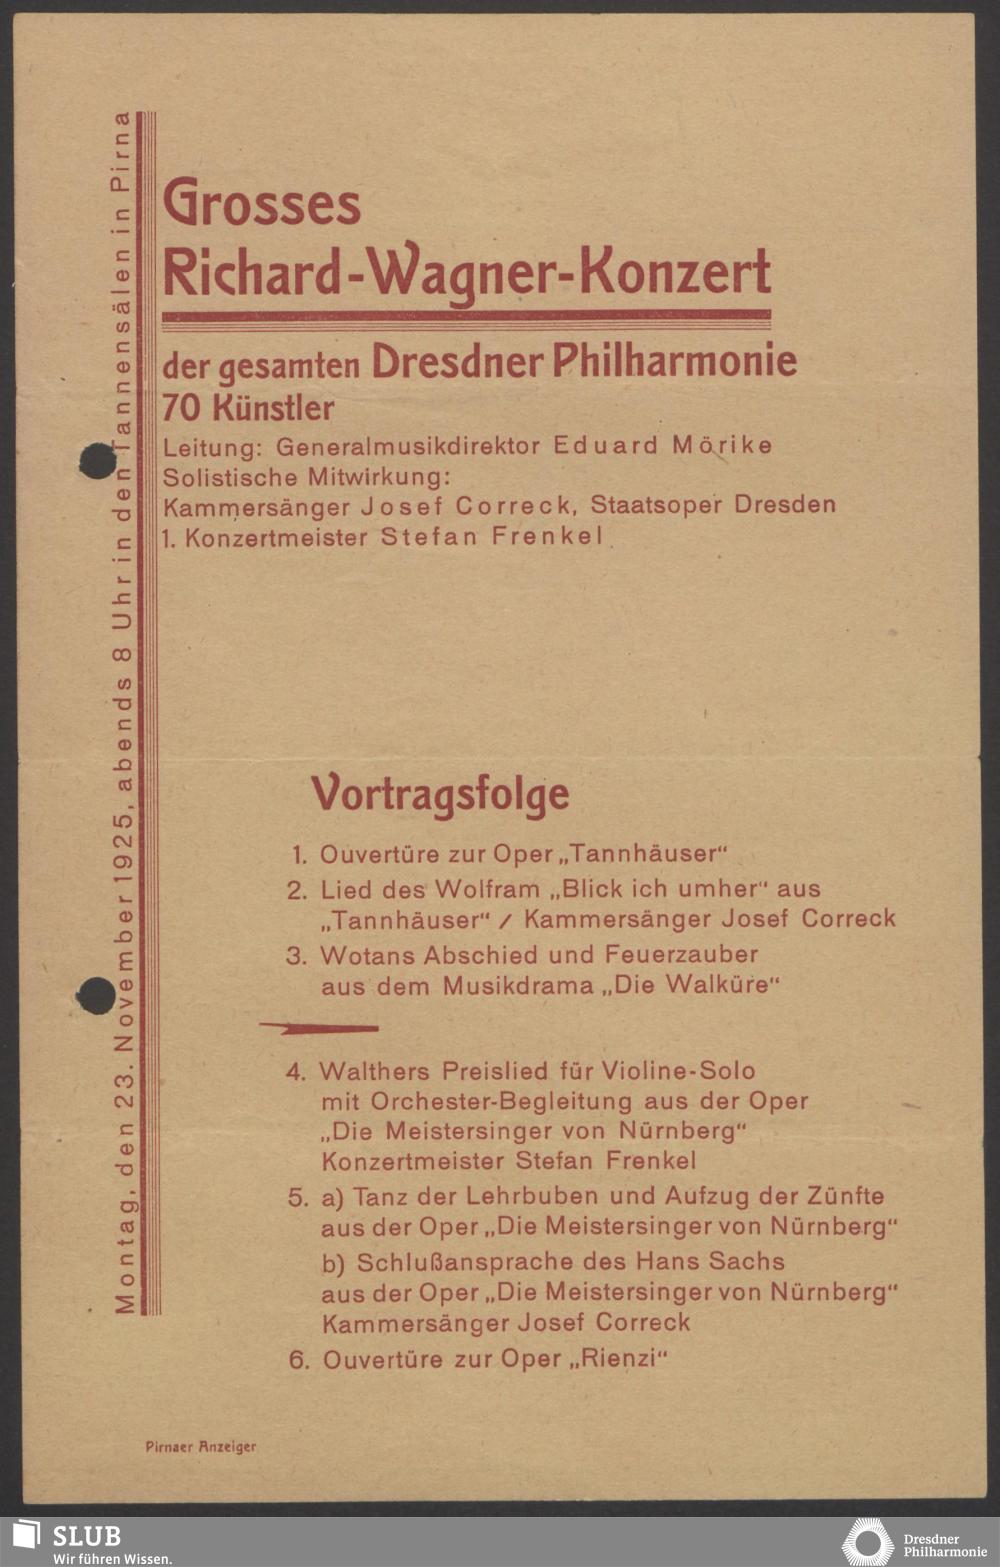 Montag, den 23. November 1925, abends 8 Uhr in den Tannensälen in Pirna
Grosses
Richard-Wagner-Konzert
der gesamten Dresdner Philharmonie
70 Künstler
Leitung: Generalmusikdirektor Eduard Mörike
Solistische Mitwirkung:
Kammersänger Josef Correck, Staatsoper Dresden
1. Konzertmeister Stefan Frenkel
Vortragsfolge
1. Ouvertüre zur Oper „Tannhäuser“
2. Lied des Wolfram „Blick ich umher“ aus
„Tannhäuser“ / Kammersänger Josef Correck
3. Wotans Abschied und Feuerzauber
aus dem Musikdrama „Die Walküre“
4. Walthers Preislied für Violine-Solo
mit Orchester-Begleitung aus der Oper
„Die Meistersinger von Nürnberg“
Konzertmeister Stefan Frenkel
5. a) Tanz der Lehrbuben und Aufzug der Zünfte
aus der Oper „Die Meistersinger von Nürnberg“
b) Schlußansprache des Hans Sachs
aus der Oper „Die Meistersinger von Nürnberg“
Kammersänger Josef Correck
6. Ouvertüre zur Oper „Rienzi“
Pirnaer Anzeiger
SLUB
Wir führen Wissen.
Dresdner
Philharmonie